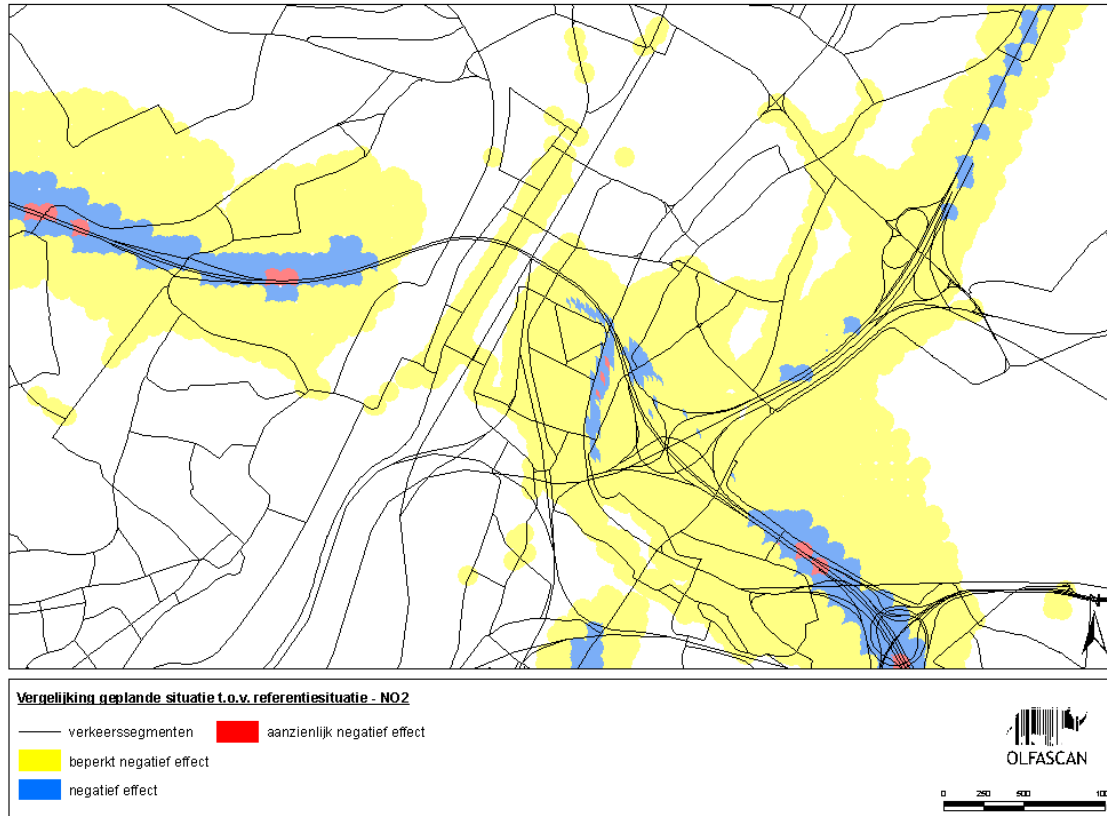 Vergelijking geplande situatie t.o.v. referentiesituatie - NO2
verkeerssegmenten
aanzienlijk negatief effect
beperkt negatief effect
negatief effect
OLFASCAN
0 250 500